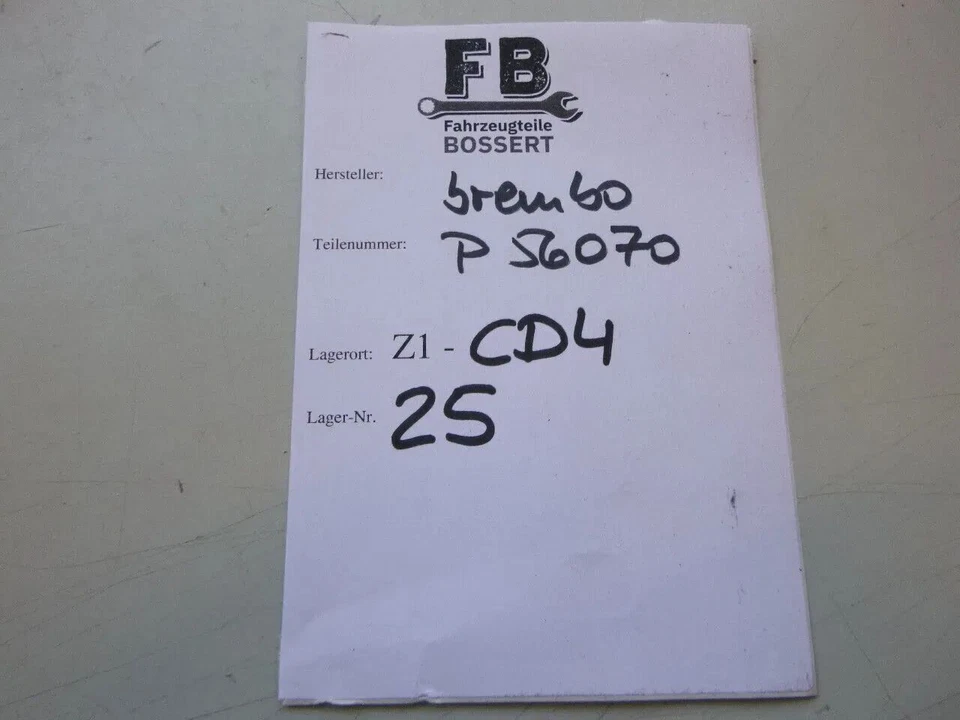 FB
Fahrzeugteile
BOSSERT
Hersteller: brembo
Teilenummer: P 56070
Lagerort: Z1 - CD4
Lager-Nr. 25